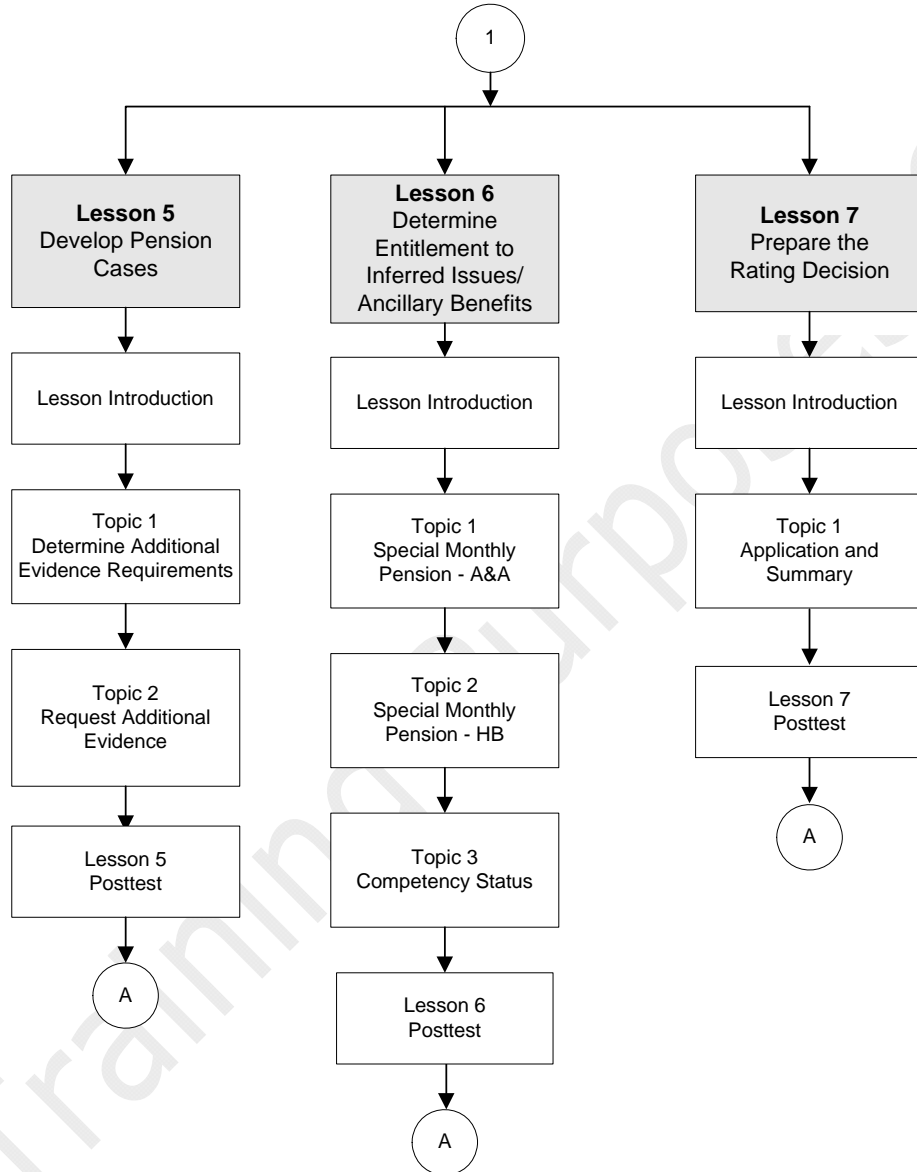 1
Lesson 5
Develop Pension
Cases
Lesson Introduction
Topic 1
Determine Additional
Evidence Requirements
Topic 2
Request Additional
Evidence
Lesson 5
Posttest
A
Lesson 6
Determine
Entitlement to
Inferred Issues/
Ancillary Benefits
Lesson Introduction
Topic 1
Special Monthly
Pension - A&A
Topic 2
Special Monthly
Pension - HB
Topic 3
Competency Status
Lesson 6
Posttest
A
Lesson 7
Prepare the
Rating Decision
Lesson Introduction
Topic 1
Application and
Summary
Lesson 7
Posttest
A
Training